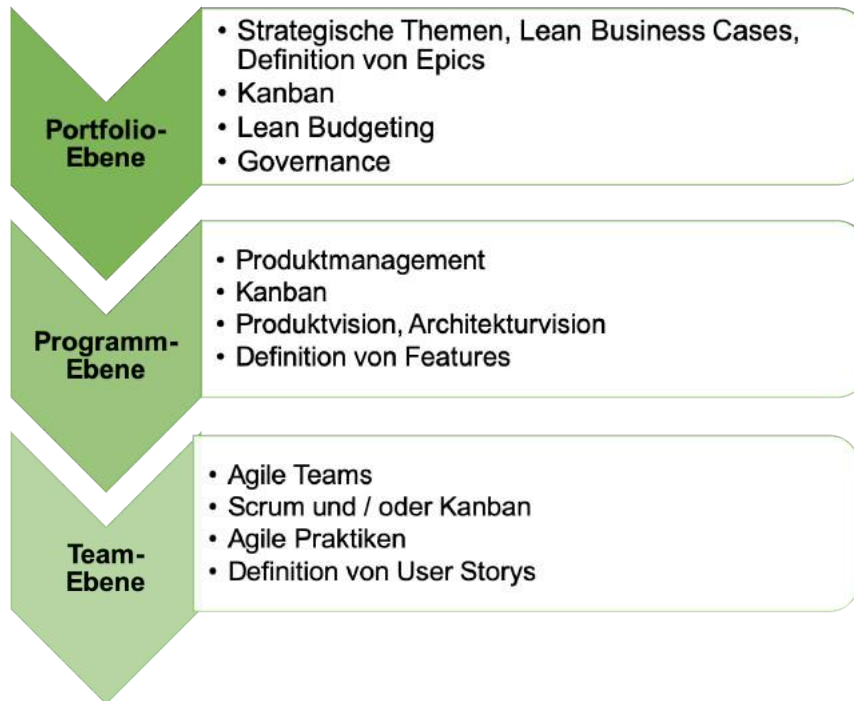 Portfolio-
Ebene
• Strategische Themen, Lean Business Cases,
Definition von Epics
• Kanban
• Lean Budgeting
• Governance
Programm-
Ebene
• Produktmanagement
• Kanban
• Produktvision, Architekturvision
• Definition von Features
Team-
Ebene
• Agile Teams
• Scrum und / oder Kanban
• Agile Praktiken
• Definition von User Storys